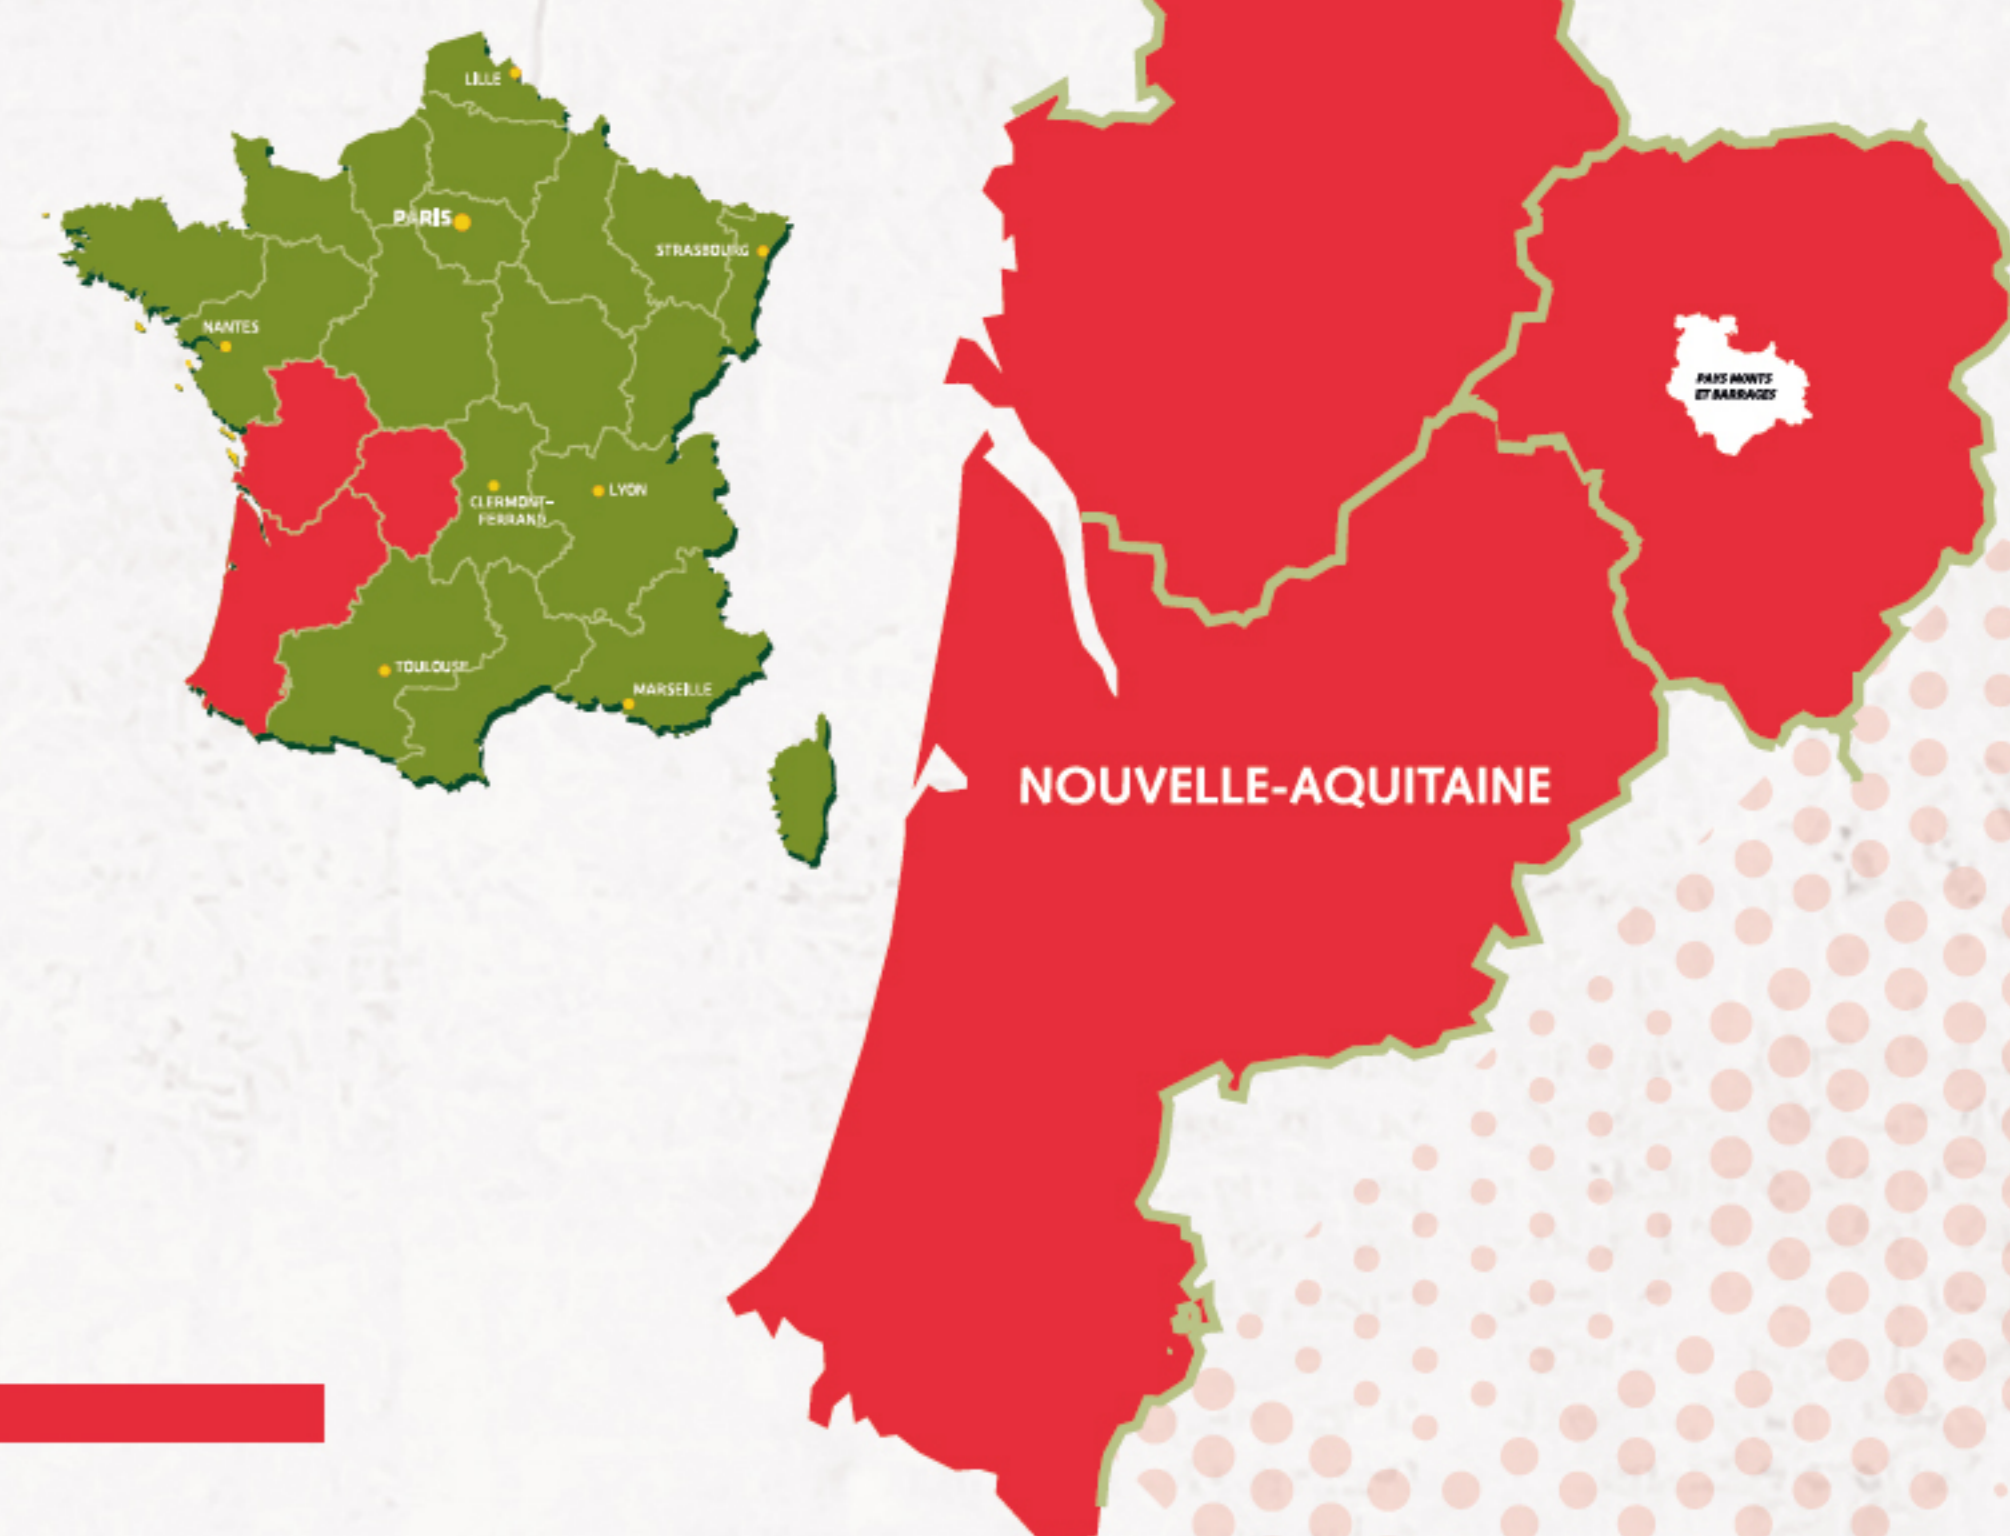 LILLE
PARIS
STRASBOURG
NANTES
CLERMONT-
FERRAND
LYON
TOULOUSE
MARSEILLE
PAYS MONTS
ET BARRAGES
NOUVELLE-AQUITAINE